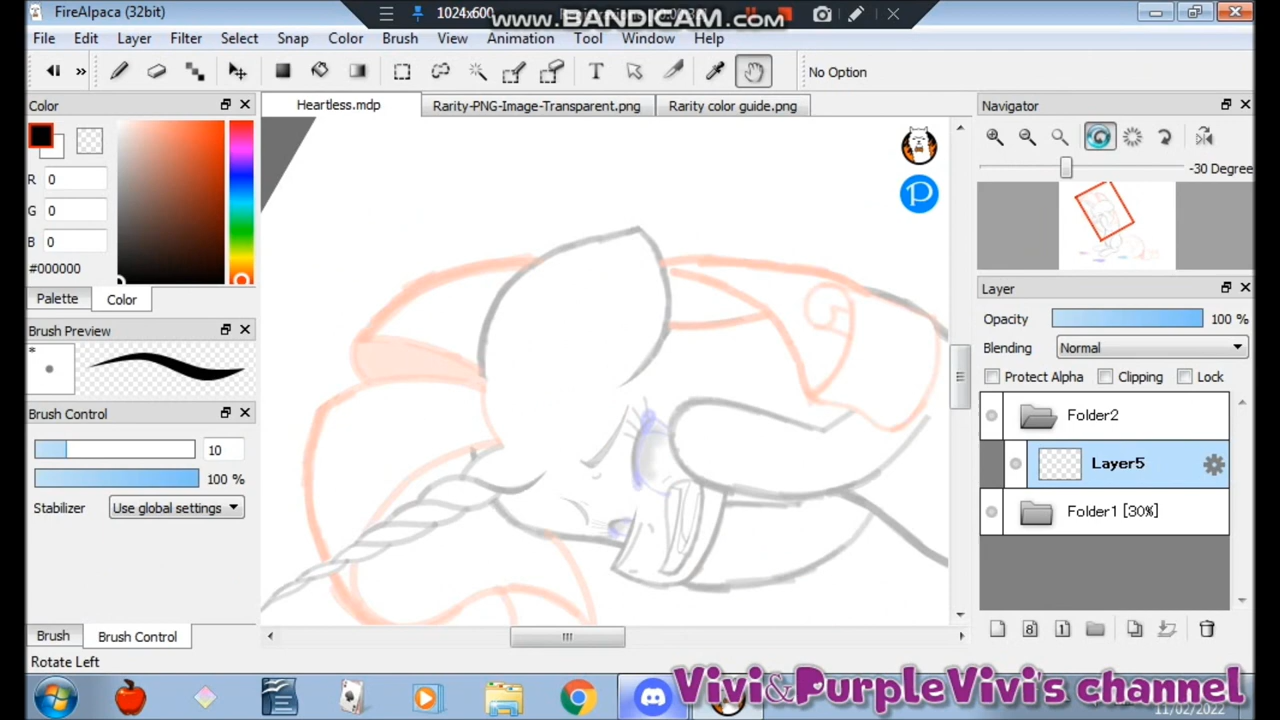 FireAlpaca (32bit)
1024x600
www.BANDICAM.com
File Edit Layer Filter Select Snap Color Brush View Animation Tool Window Help
No Option
Color
Heartless.mdp
Rarity-PNG-Image-Transparent.png
Rarity color guide.png
Navigator
R 0
G 0
B 0
#000000
-30 Degree
Palette
Color
Layer
Opacity 100 %
Brush Preview
Blending Normal
*
Protect Alpha Clipping Lock
Folder2
Brush Control
10
100 %
Layer5
Stabilizer Use global settings
Folder1 [30%]
Brush
Brush Control
8
1
Rotate Left
Vivi&PurpleVivi's channel
11/02/2022